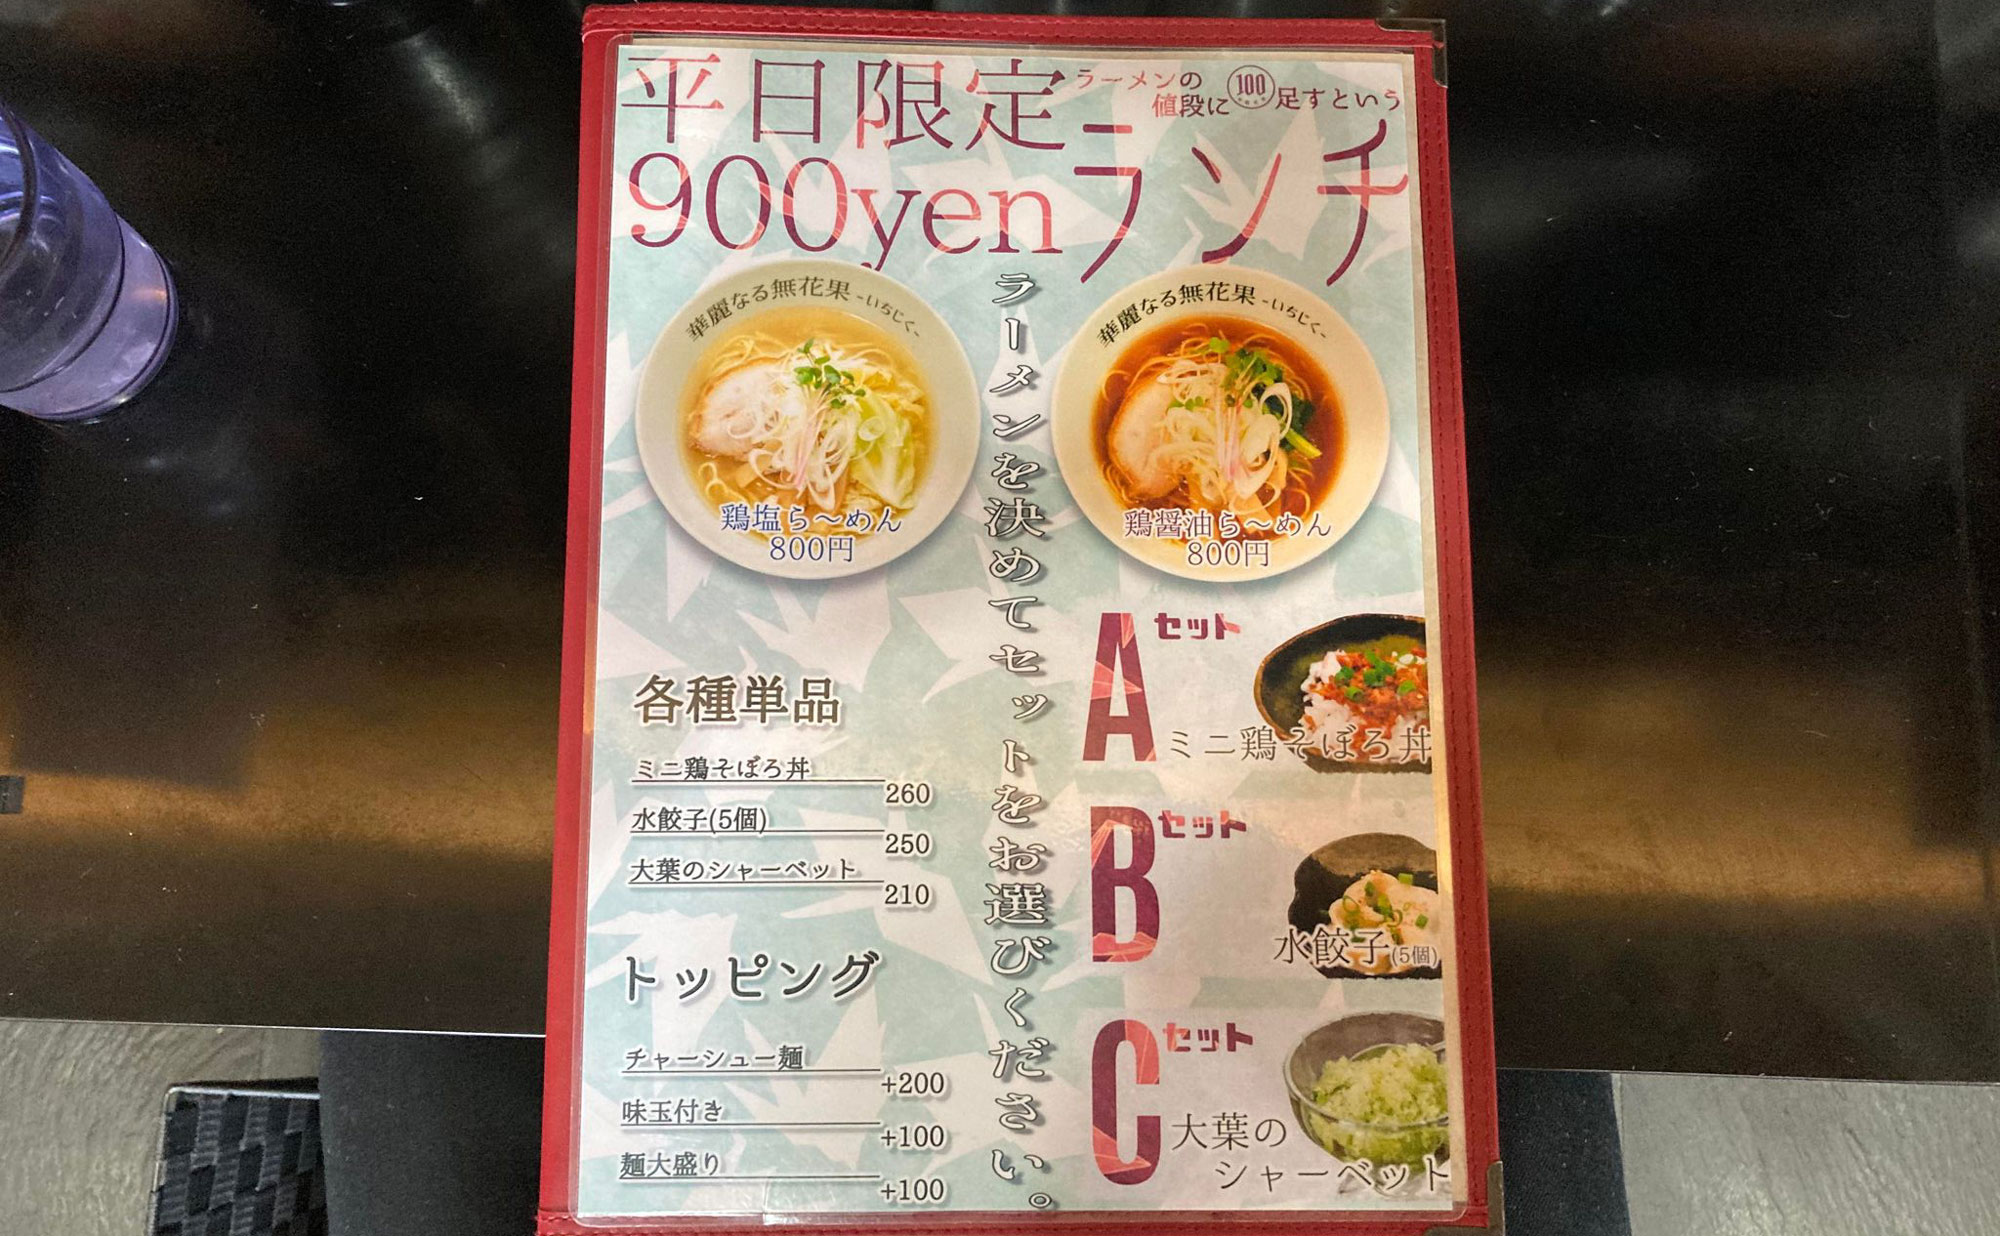 平日限定
ラーメンの
値段に100足すという
900yenランチ
華麗なる無花果-いちじく-
鶏塩ら〜めん
800円
華麗なる無花果-いちじく-
鶏醤油ら〜めん
800円
ラーメンを決めてセットをお選びください。
各種単品
ミニ鶏そぼろ丼 260
水餃子(5個) 250
大葉のシャーベット 210
トッピング
チャーシュー麺 +200
味玉付き +100
麺大盛り +100
Aセット
ミニ鶏そぼろ丼
Bセット
水餃子(5個)
Cセット
大葉の
シャーベット